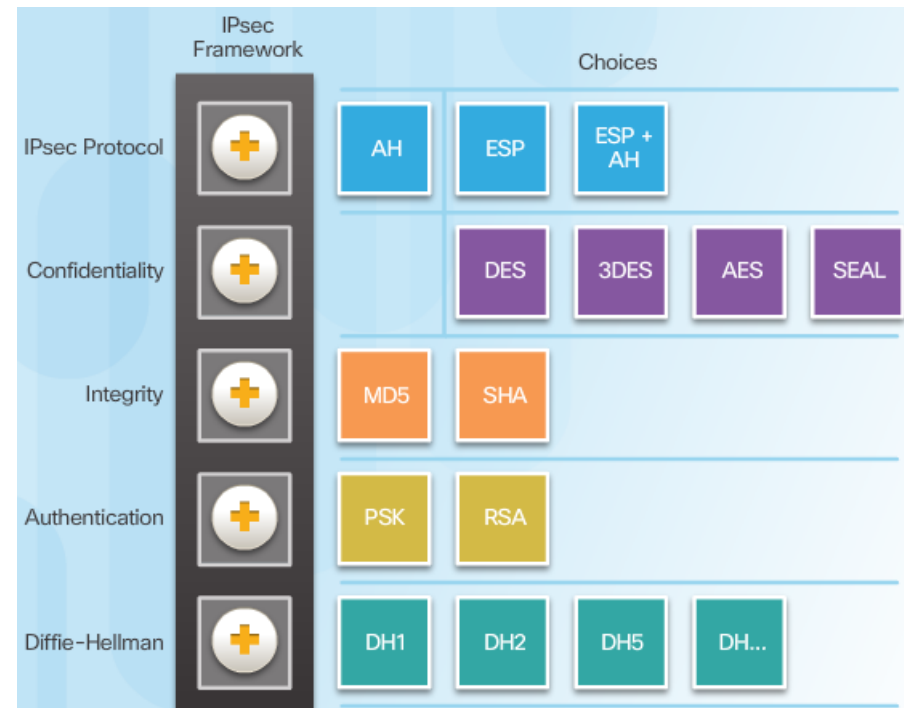 IPsec
Framework
Choices
IPsec Protocol
AH
ESP
ESP +
AH
Confidentiality
DES
3DES
AES
SEAL
Integrity
MD5
SHA
Authentication
PSK
RSA
Diffie-Hellman
DH1
DH2
DH5
DH...